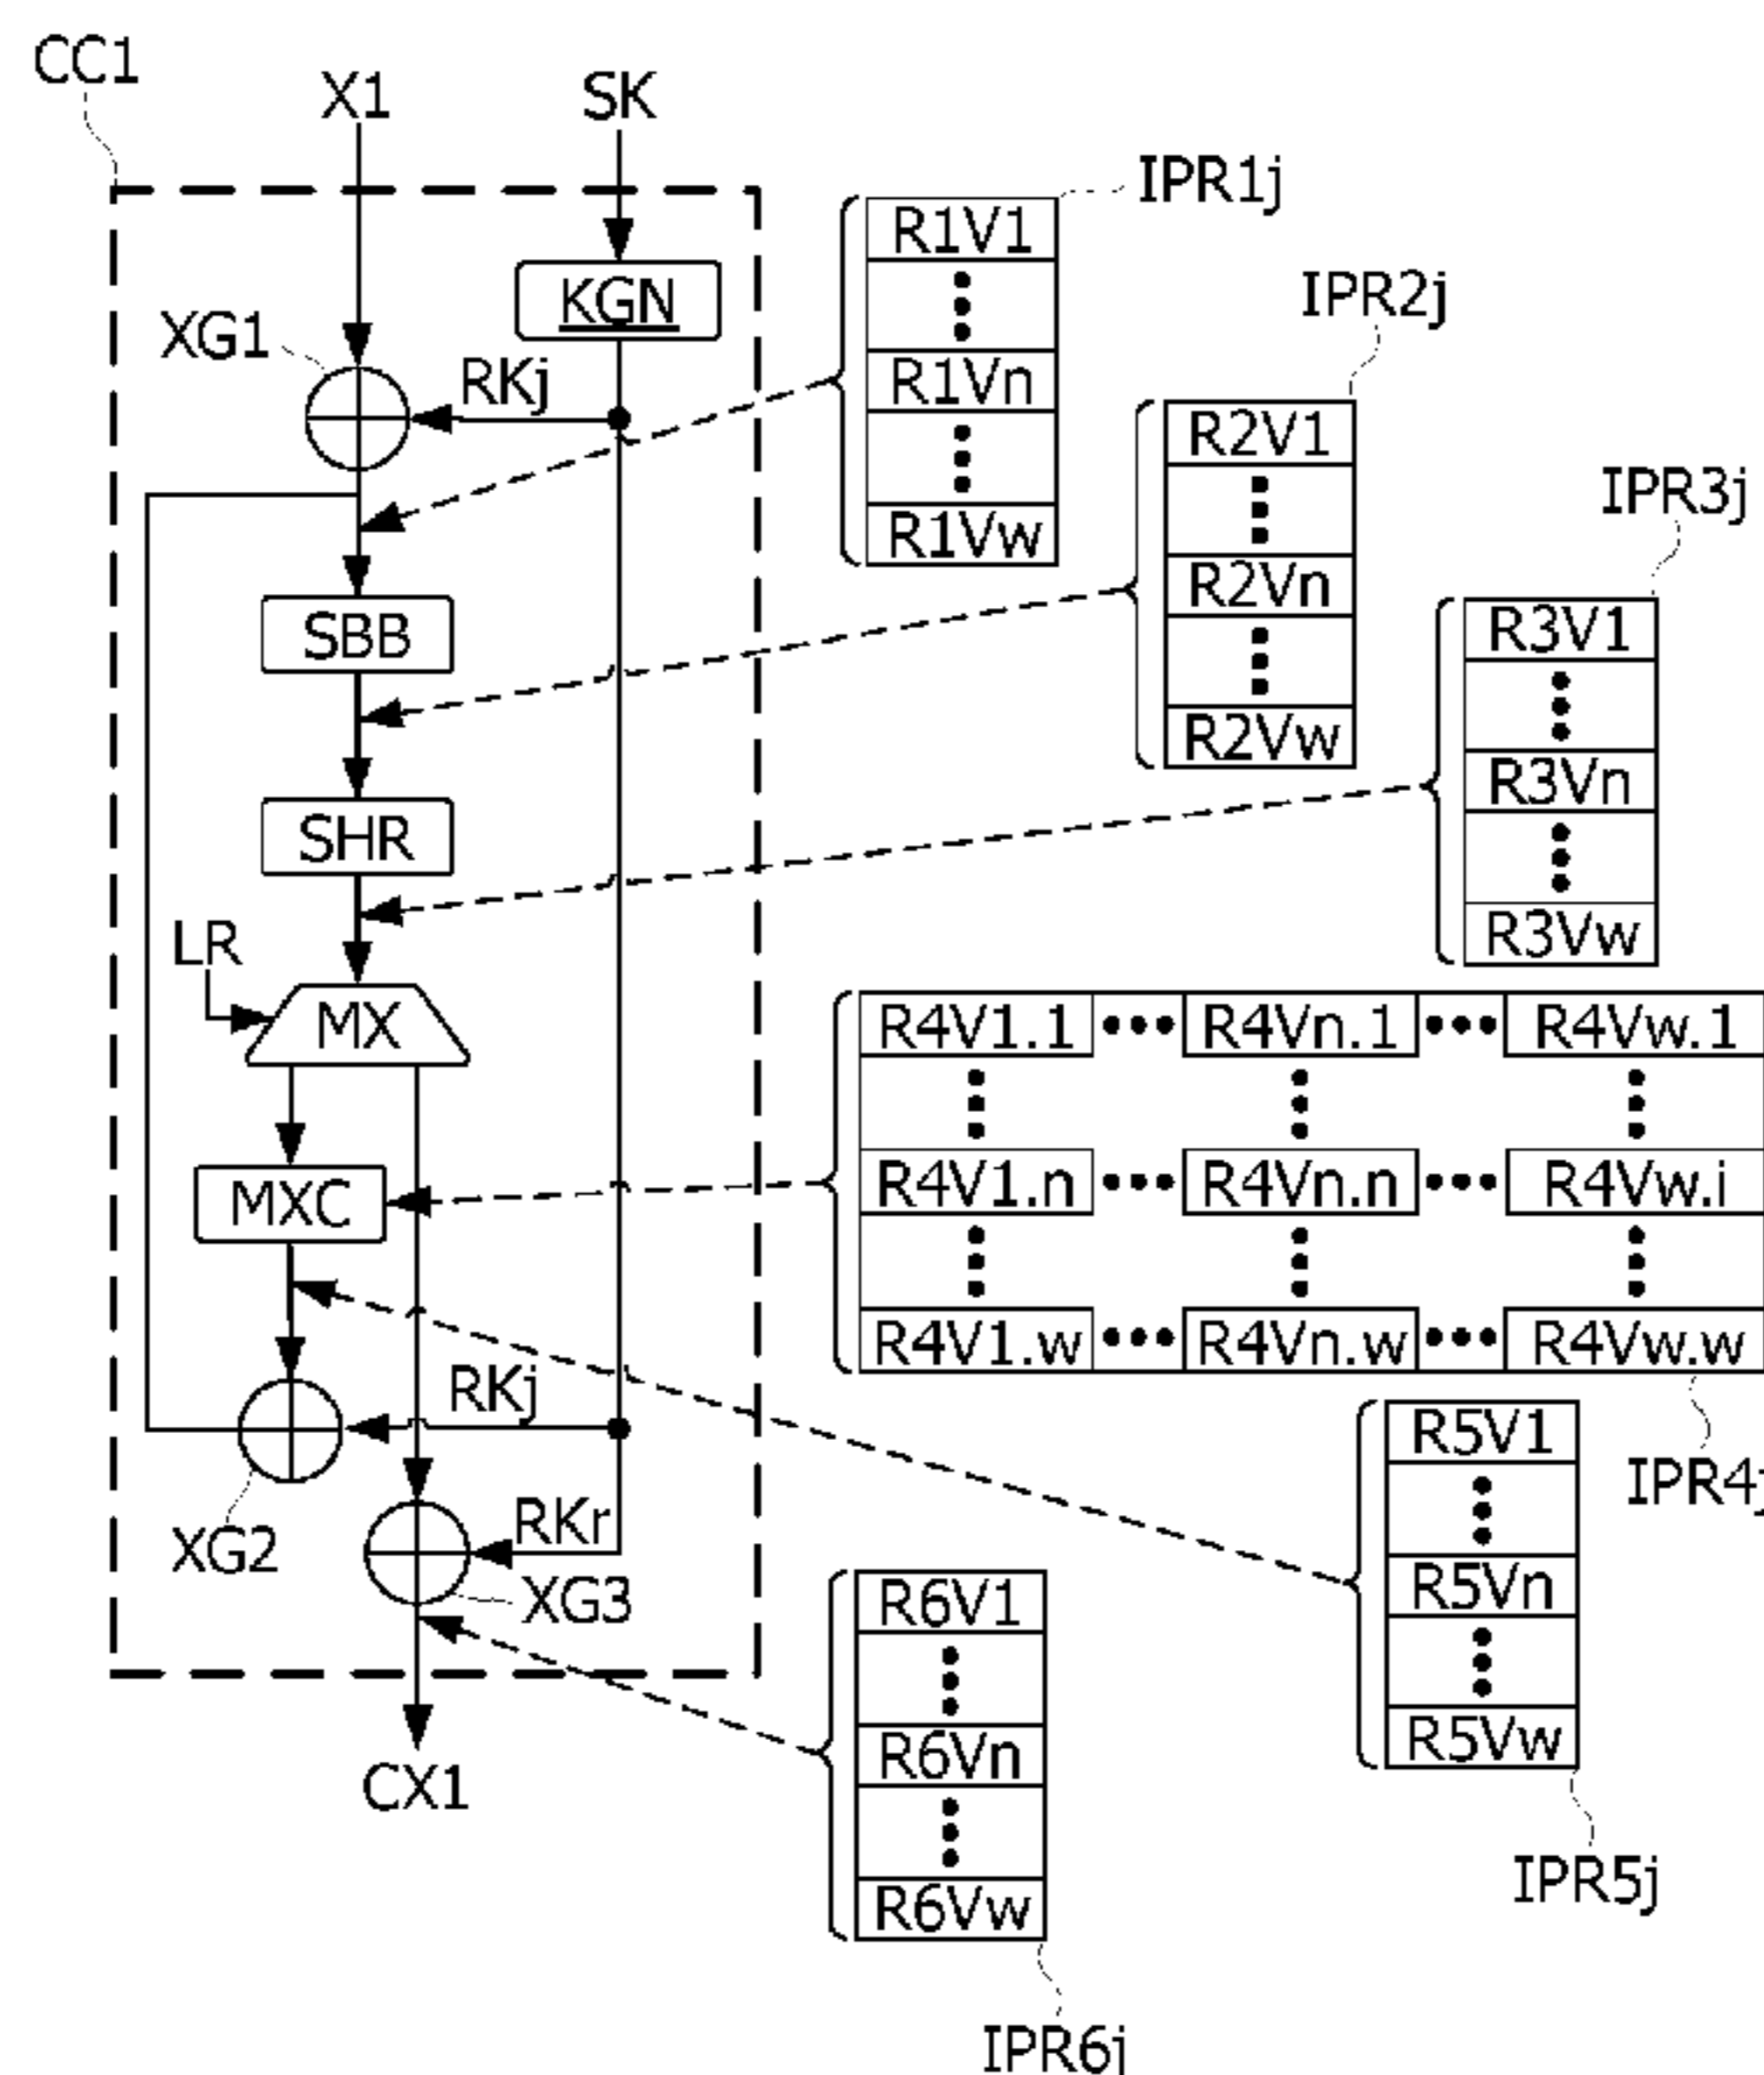 CC1
X1
SK
IPR1j
R1V1
KGN
IPR2j
XG1
RKj
R1Vn
R2V1
IPR3j
R1Vw
SBB
R2Vn
R3V1
R2Vw
R3Vn
SHR
LR
R3Vw
MX
R4V1.1 ••• R4Vn.1 ••• R4Vw.1
MXC
R4V1.n ••• R4Vn.n ••• R4Vw.i
R4V1.w ••• R4Vn.w ••• R4Vw.w
RKj
R5V1
IPR4j
XG2
RKr
XG3
R6V1
R5Vn
R6Vn
R5Vw
CX1
R6Vw
IPR5j
IPR6j